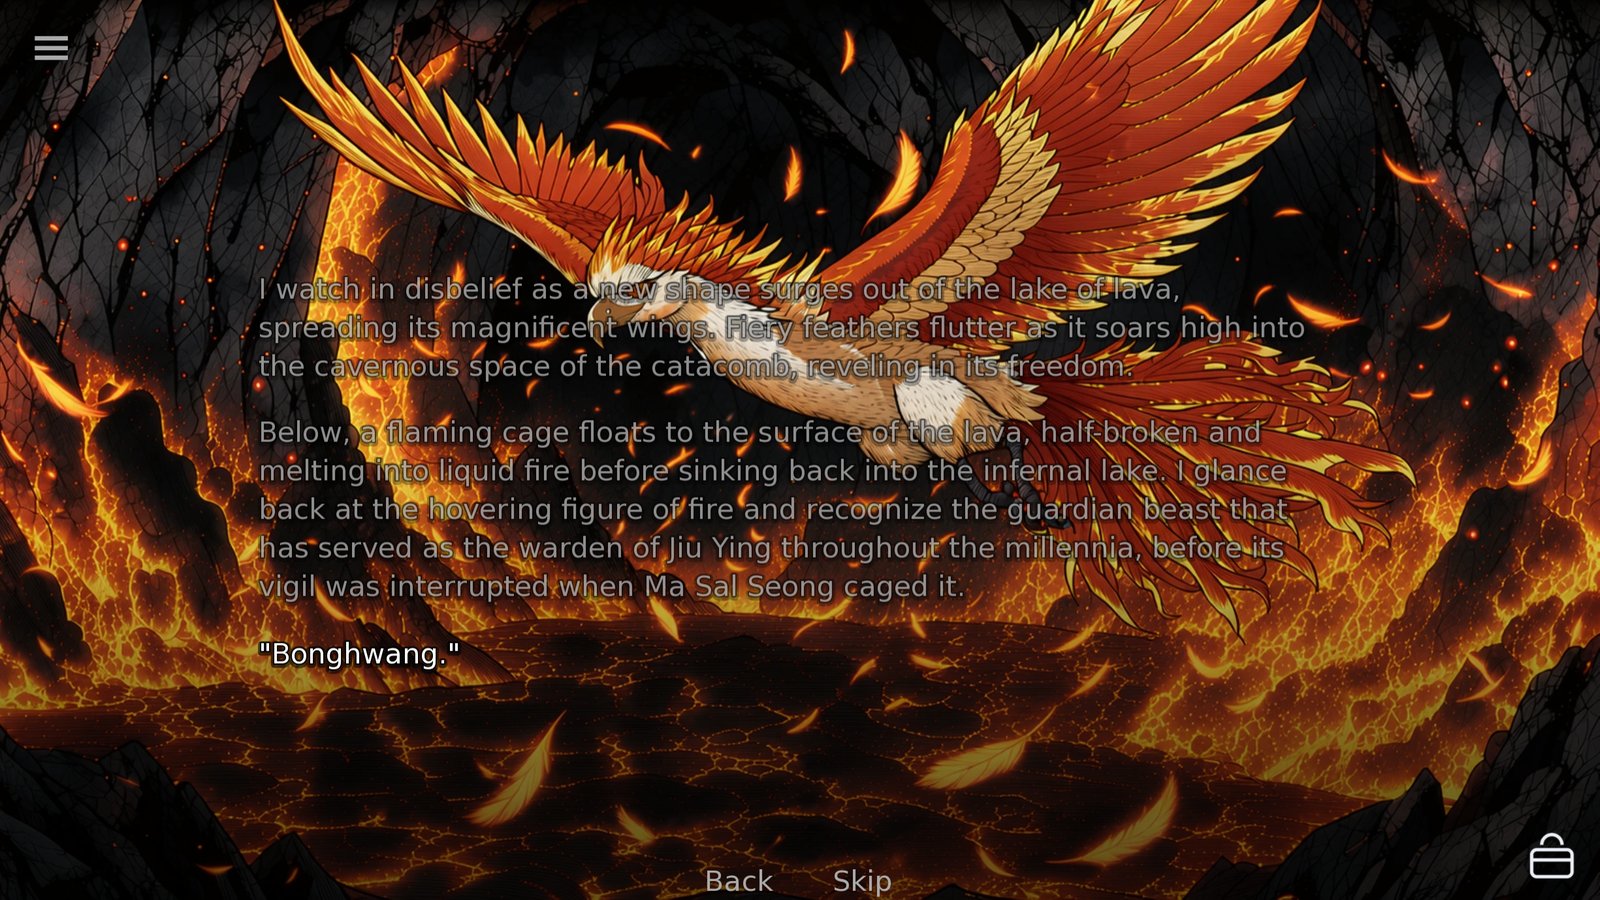 I watch in disbelief as a new shape surges out of the lake of lava,
spreading its magnificent wings. Fiery feathers flutter as it soars high into
the cavernous space of the catacomb, reveling in its freedom.
Below, a flaming cage floats to the surface of the lava, half-broken and
melting into liquid fire before sinking back into the infernal lake. I glance
back at the hovering figure of fire and recognize the guardian beast that
has served as the warden of Jiu Ying throughout the millennia, before its
vigil was interrupted when Ma Sal Seong caged it.
"Bonghwang."
Back Skip